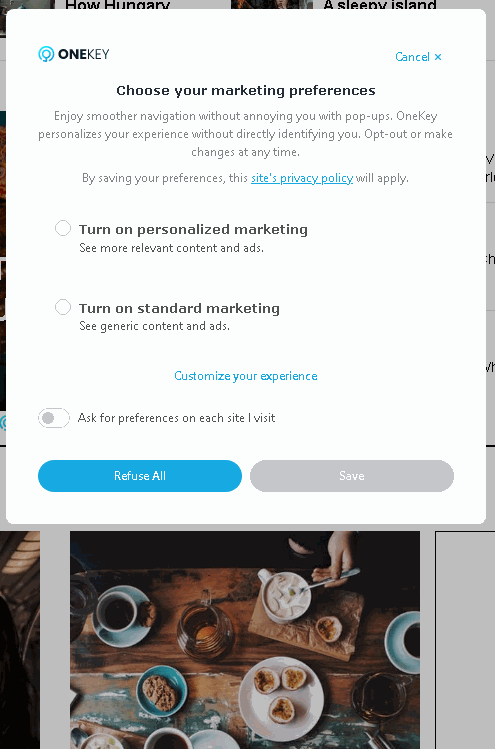 How Hungary
A sleepy island
ONEKEY
Cancel ×
Choose your marketing preferences
Enjoy smoother navigation without annoying you with pop-ups. OneKey
personalizes your experience without directly identifying you. Opt-out or make
changes at any time.
By saving your preferences, this site's privacy policy will apply.
Turn on personalized marketing
See more relevant content and ads.
Turn on standard marketing
See generic content and ads.
Customize your experience
Ask for preferences on each site I visit
Refuse All
Save